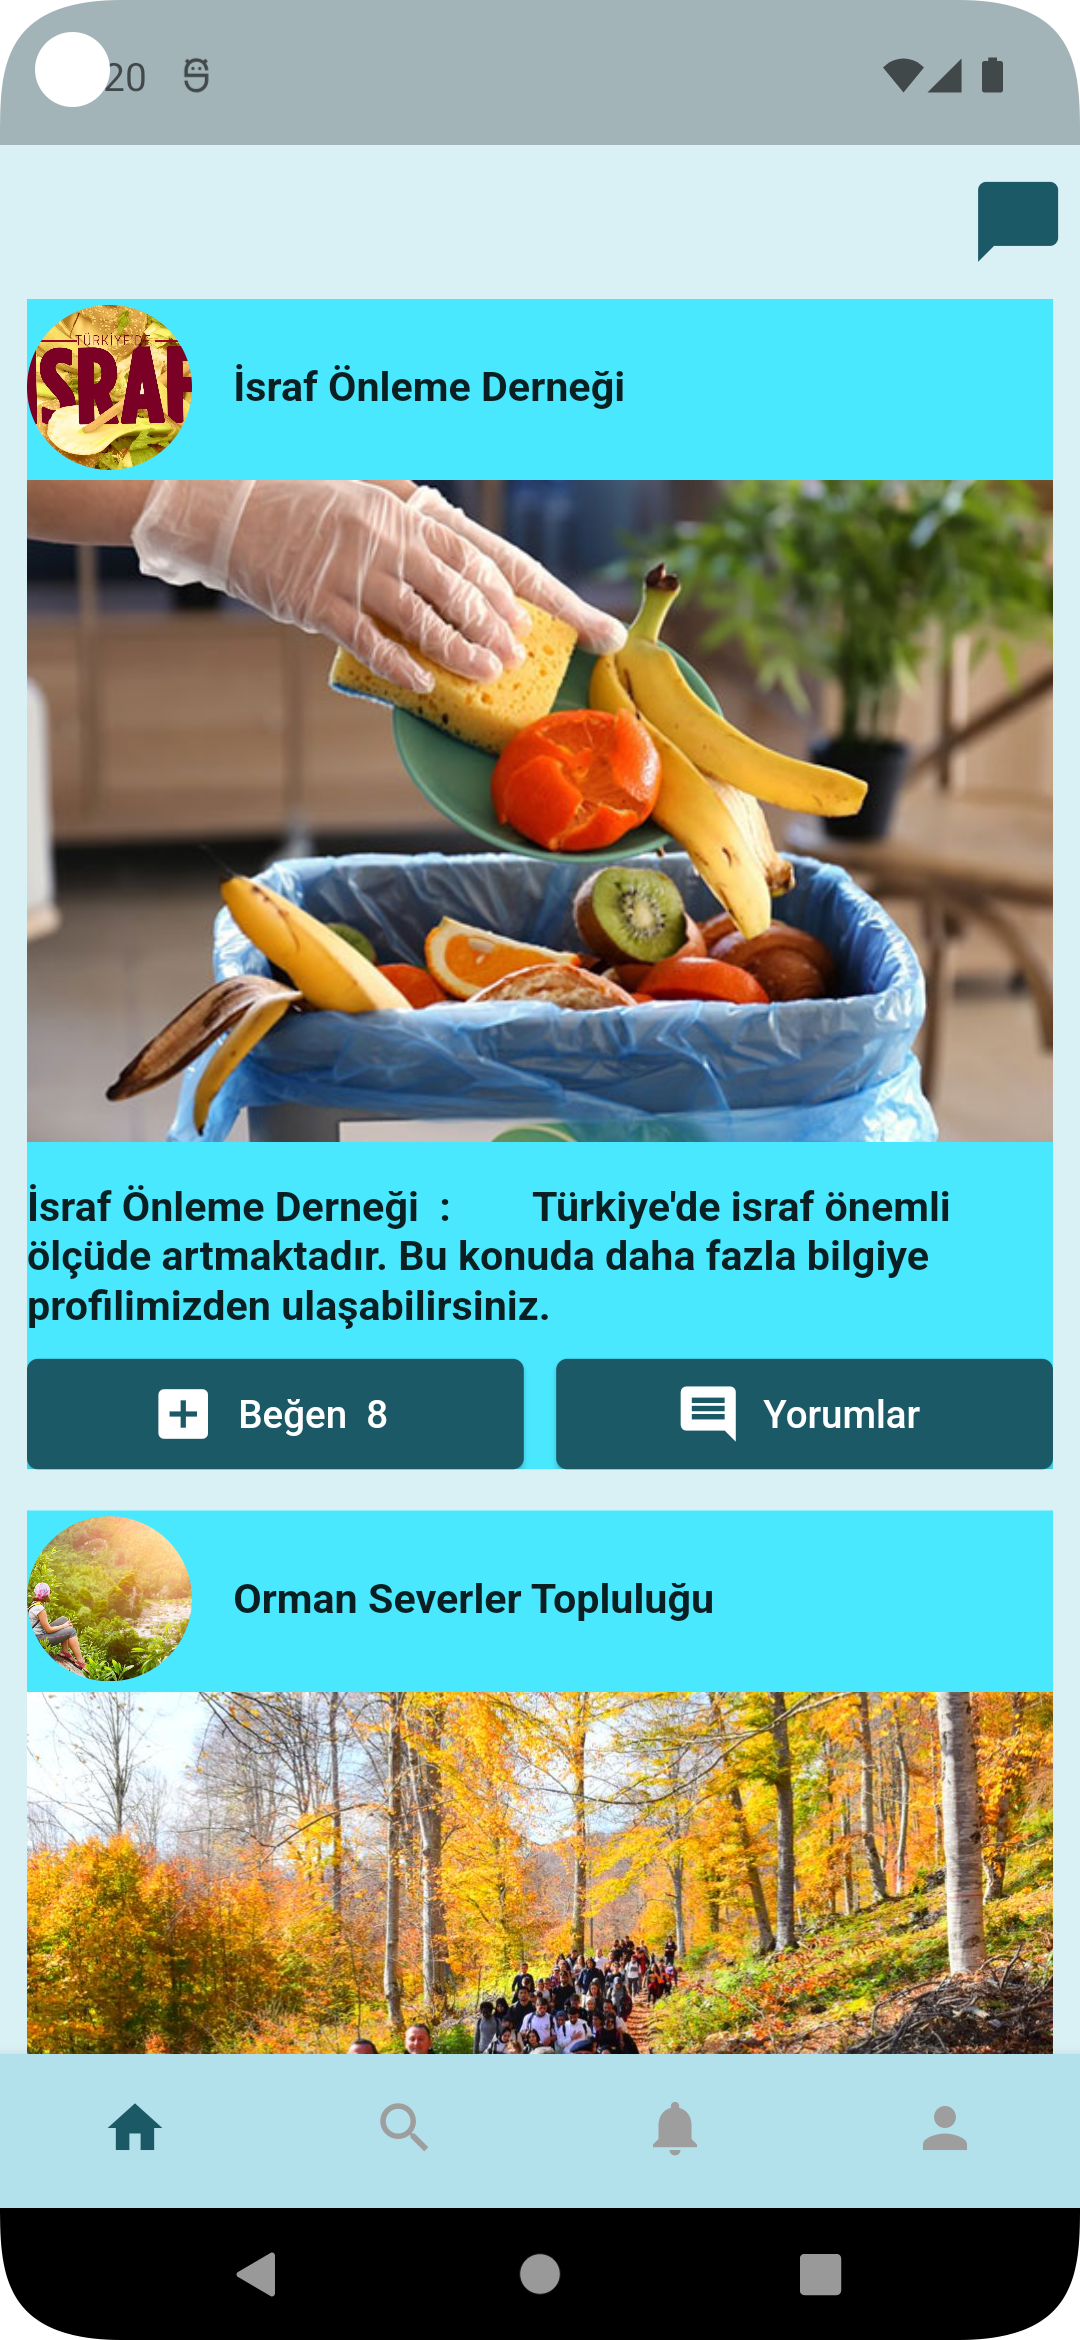 20
TÜRKİYE'DE
İSRAF
İsraf Önleme Derneği
İsraf Önleme Derneği : Türkiye'de israf önemli
ölçüde artmaktadır. Bu konuda daha fazla bilgiye
profilimizden ulaşabilirsiniz.
Beğen 8
Yorumlar
Orman Severler Topluluğu